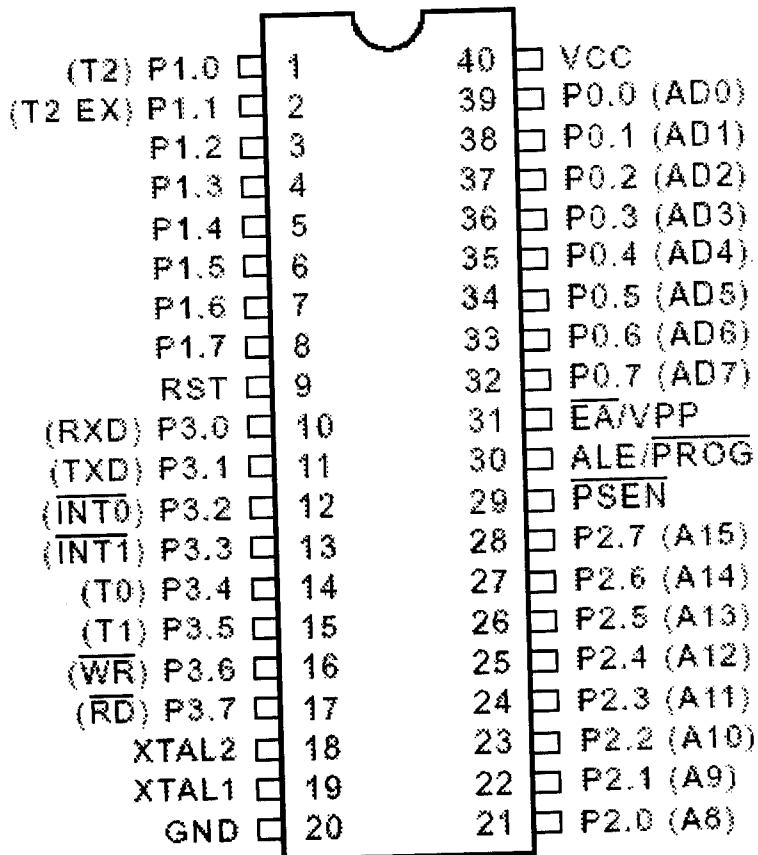 (T2) P1.0 1 40 VCC
(T2 EX) P1.1 2 39 P0.0 (AD0)
P1.2 3 38 P0.1 (AD1)
P1.3 4 37 P0.2 (AD2)
P1.4 5 36 P0.3 (AD3)
P1.5 6 35 P0.4 (AD4)
P1.6 7 34 P0.5 (AD5)
P1.7 8 33 P0.6 (AD6)
RST 9 32 P0.7 (AD7)
(RXD) P3.0 10 31 E̅A̅/VPP
(TXD) P3.1 11 30 ALE/P̅R̅O̅G̅
(I̅N̅T̅0̅) P3.2 12 29 P̅S̅E̅N̅
(I̅N̅T̅1̅) P3.3 13 28 P2.7 (A15)
(T0) P3.4 14 27 P2.6 (A14)
(T1) P3.5 15 26 P2.5 (A13)
(W̅R̅) P3.6 16 25 P2.4 (A12)
(R̅D̅) P3.7 17 24 P2.3 (A11)
XTAL2 18 23 P2.2 (A10)
XTAL1 19 22 P2.1 (A9)
GND 20 21 P2.0 (A8)